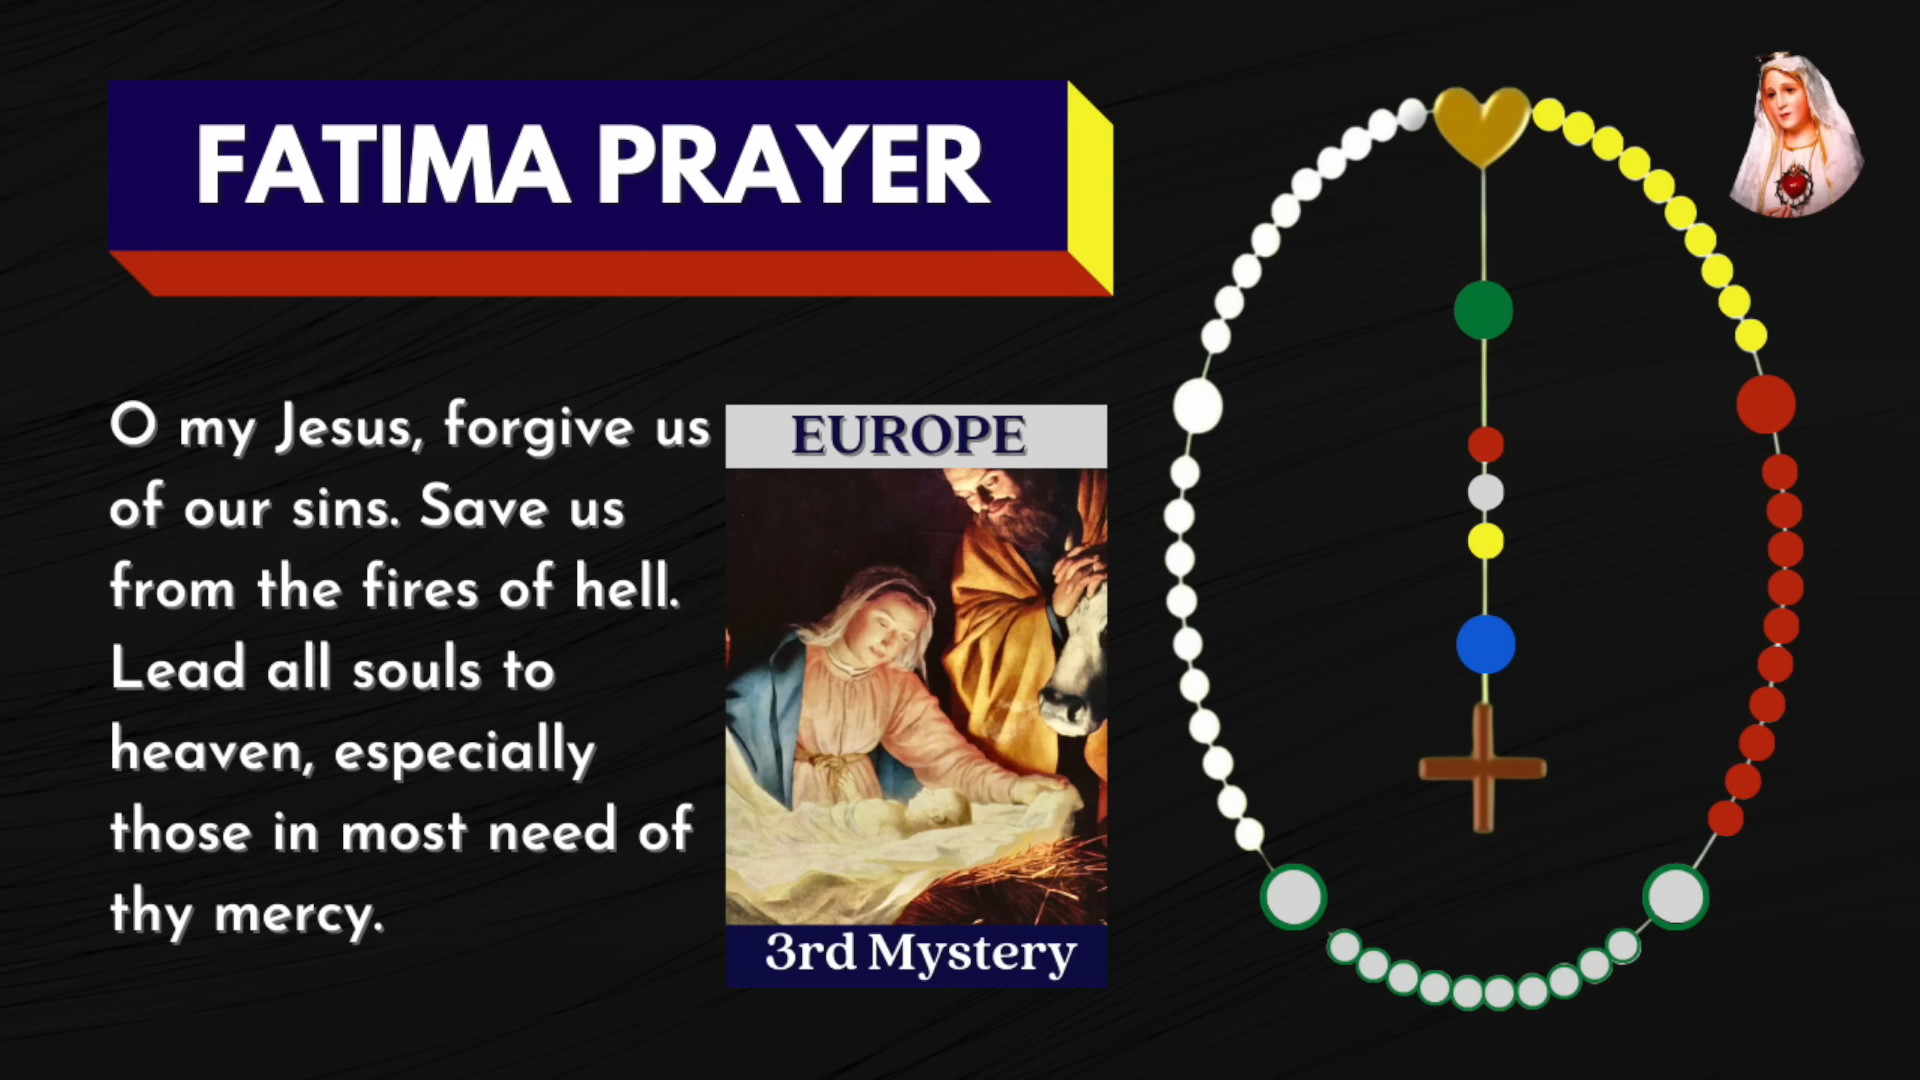 FATIMA PRAYER
O my Jesus, forgive us
of our sins. Save us
from the fires of hell.
Lead all souls to
heaven, especially
those in most need of
thy mercy.
EUROPE
3rd Mystery